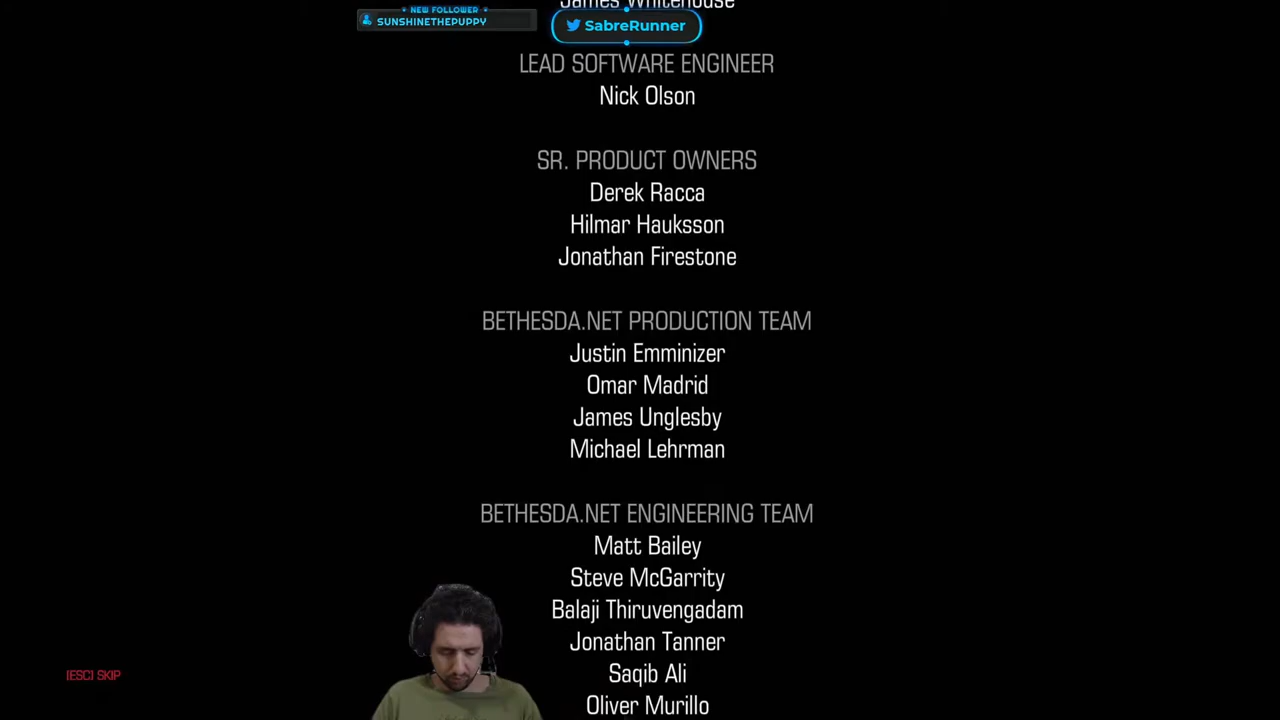 James Whitehouse
NEW FOLLOWER
SUNSHINETHEPUPPY
SabreRunner
LEAD SOFTWARE ENGINEER
Nick Olson
SR. PRODUCT OWNERS
Derek Racca
Hilmar Hauksson
Jonathan Firestone
BETHESDA.NET PRODUCTION TEAM
Justin Emminizer
Omar Madrid
James Unglesby
Michael Lehrman
BETHESDA.NET ENGINEERING TEAM
Matt Bailey
Steve McGarrity
Balaji Thiruvengadam
Jonathan Tanner
Saqib Ali
[ESC] SKIP
Oliver Murillo